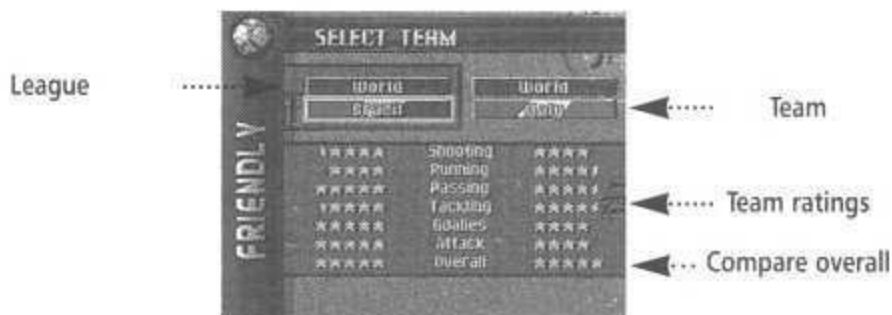 SELECT TEAM
League
World World
Brazil Italy
Team
FRIENDLY
Shooting
Running
Passing
Tackling
Team ratings
Goalies
Attack
Overall
Compare overall